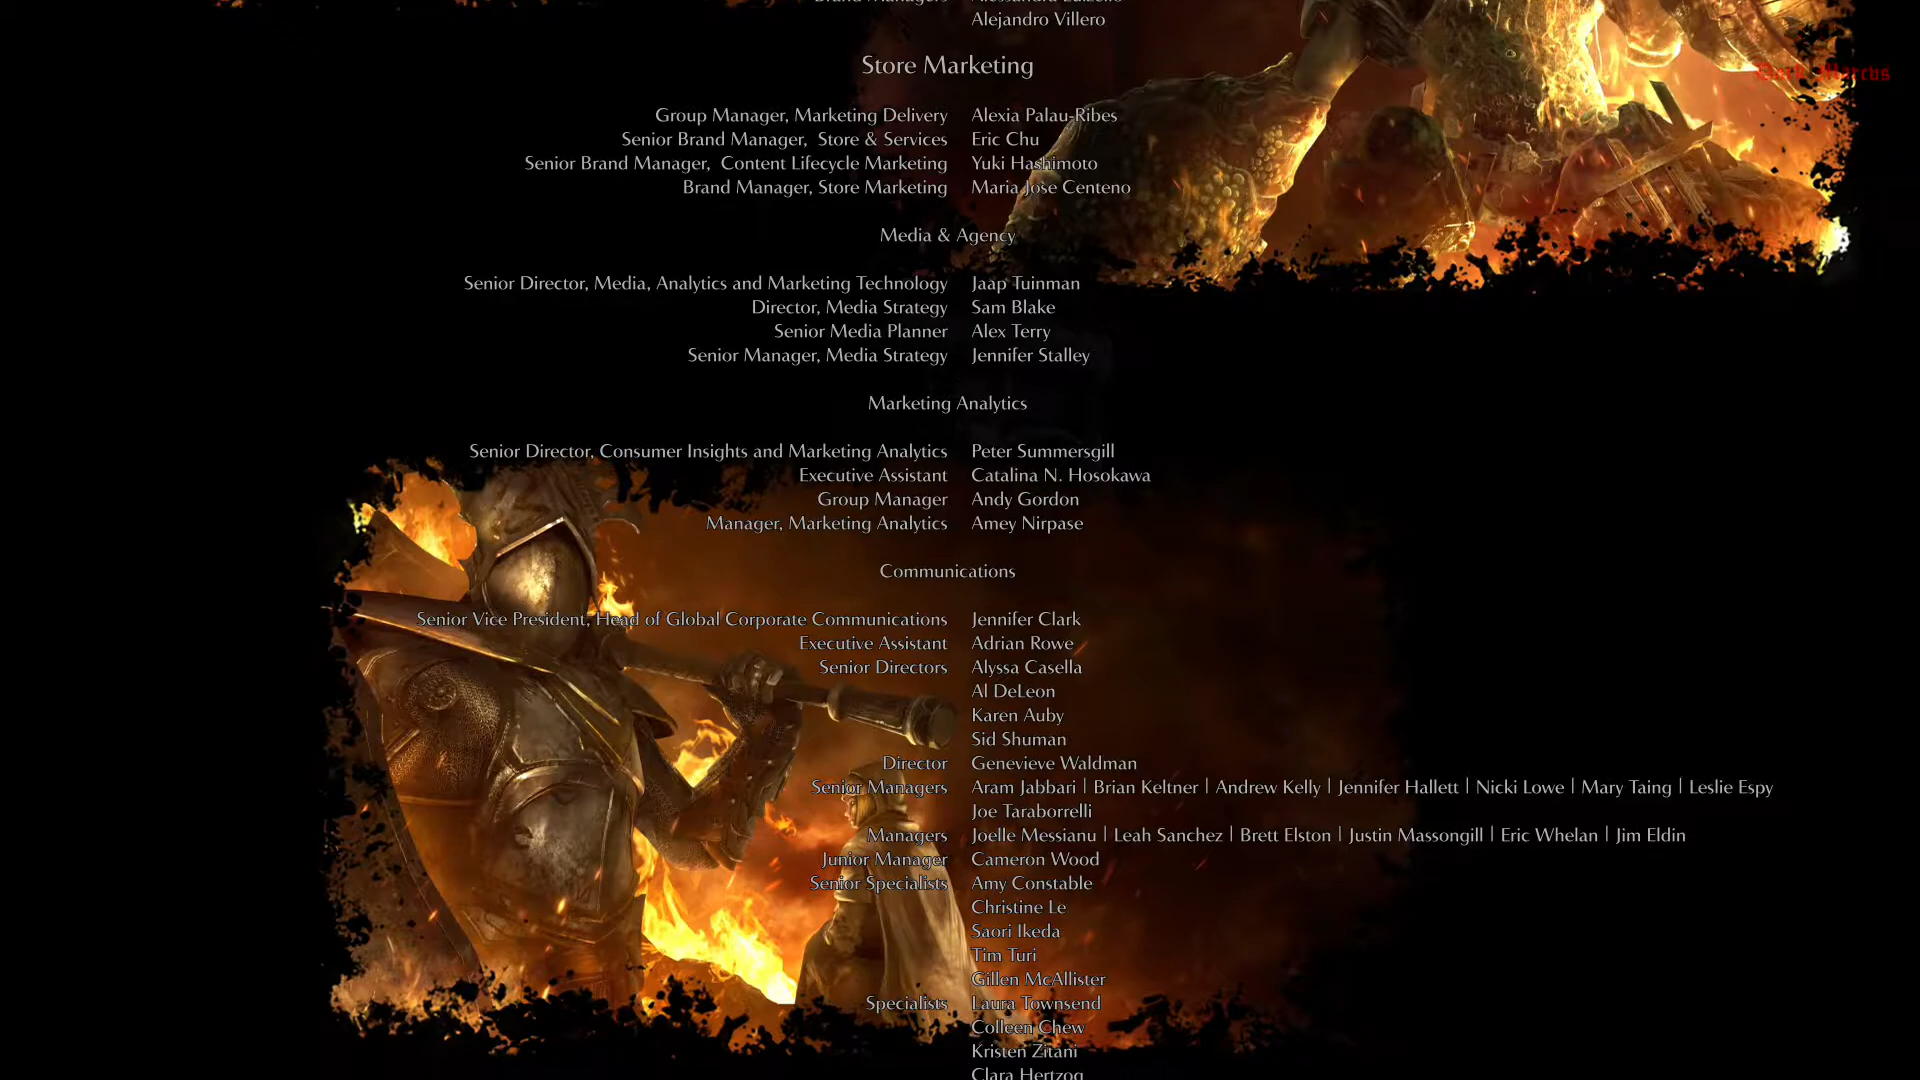 Alejandro Villero
Store Marketing
Group Manager, Marketing Delivery Alexia Palau-Ribes
Senior Brand Manager, Store & Services Eric Chu
Senior Brand Manager, Content Lifecycle Marketing Yuki Hashimoto
Brand Manager, Store Marketing Maria Jose Centeno
Media & Agency
Senior Director, Media, Analytics and Marketing Technology Jaap Tuinman
Director, Media Strategy Sam Blake
Senior Media Planner Alex Terry
Senior Manager, Media Strategy Jennifer Stalley
Marketing Analytics
Senior Director, Consumer Insights and Marketing Analytics Peter Summersgill
Executive Assistant Catalina N. Hosokawa
Group Manager Andy Gordon
Manager, Marketing Analytics Amey Nirpase
Communications
Senior Vice President, Head of Global Corporate Communications Jennifer Clark
Executive Assistant Adrian Rowe
Senior Directors Alyssa Casella
Al DeLeon
Karen Auby
Sid Shuman
Director Genevieve Waldman
Senior Managers Aram Jabbari | Brian Keltner | Andrew Kelly | Jennifer Hallett | Nicki Lowe | Mary Taing | Leslie Espy
Joe Taraborrelli
Managers Joelle Messianu | Leah Sanchez | Brett Elston | Justin Massongill | Eric Whelan | Jim Eldin
Junior Manager Cameron Wood
Senior Specialists Amy Constable
Christine Le
Saori Ikeda
Tim Turi
Gillen McAllister
Specialists Laura Townsend
Colleen Chew
Kristen Zitani
Clara Hertzog